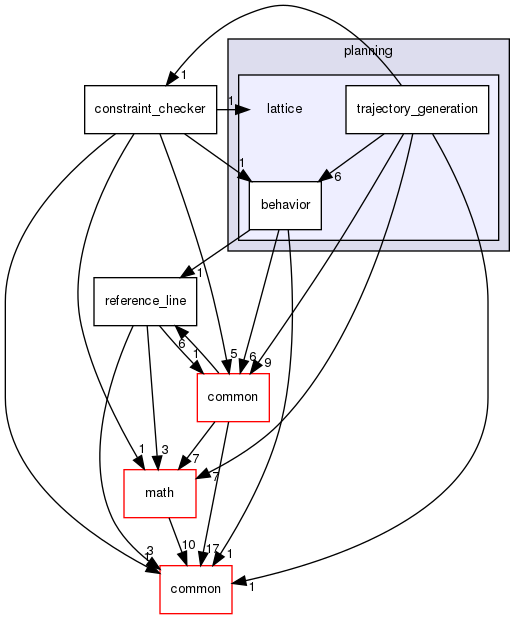 planning
1
constraint_checker
1
lattice
trajectory_generation
1
6
behavior
1
reference_line
6
1
5
6
9
common
1
3
7
7
math
10
17
3
1
1
1
common